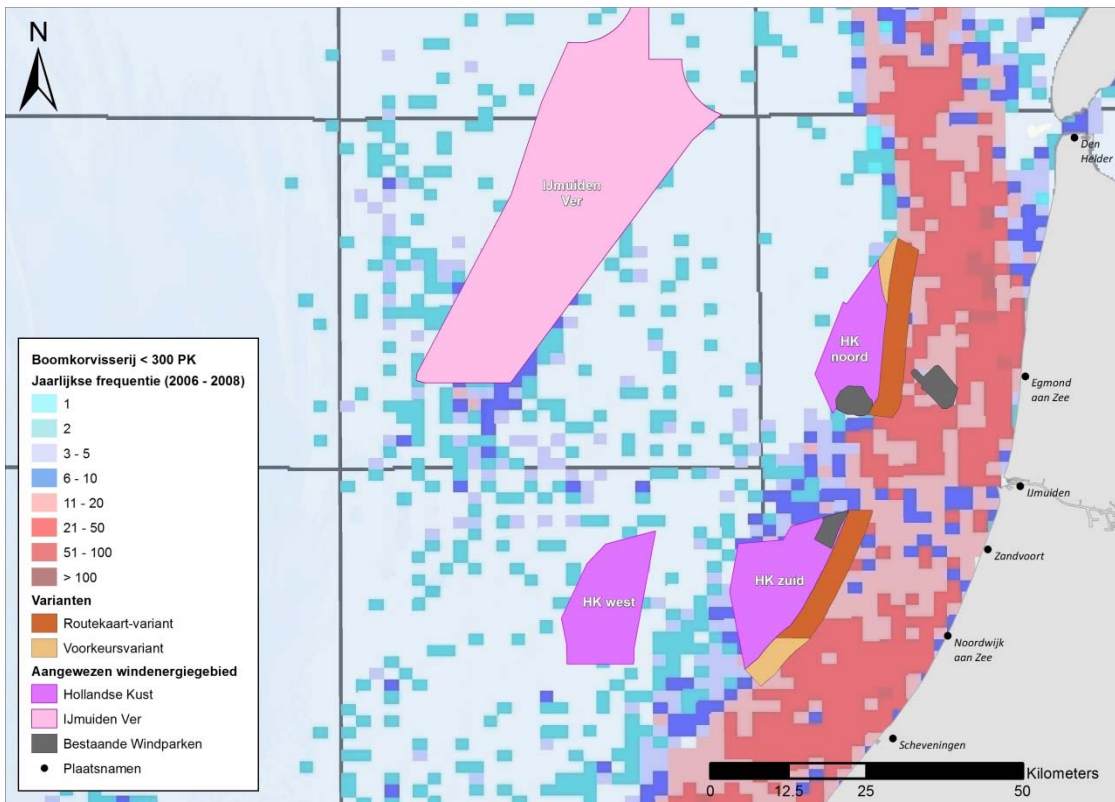 N
Den
Helder
IJmuiden
Ver
HK
noord
Egmond
aan Zee
IJmuiden
Zandvoort
HK zuid
HK west
Noordwijk
aan Zee
Scheveningen
Boomkorvisserij < 300 PK
Jaarlijkse frequentie (2006 - 2008)
1
2
3 - 5
6 - 10
11 - 20
21 - 50
51 - 100
> 100
Varianten
Routekaart-variant
Voorkeursvariant
Aangewezen windenergiegebied
Hollandse Kust
IJmuiden Ver
Bestaande Windparken
Plaatsnamen
Kilometers
0 12.5 25 50